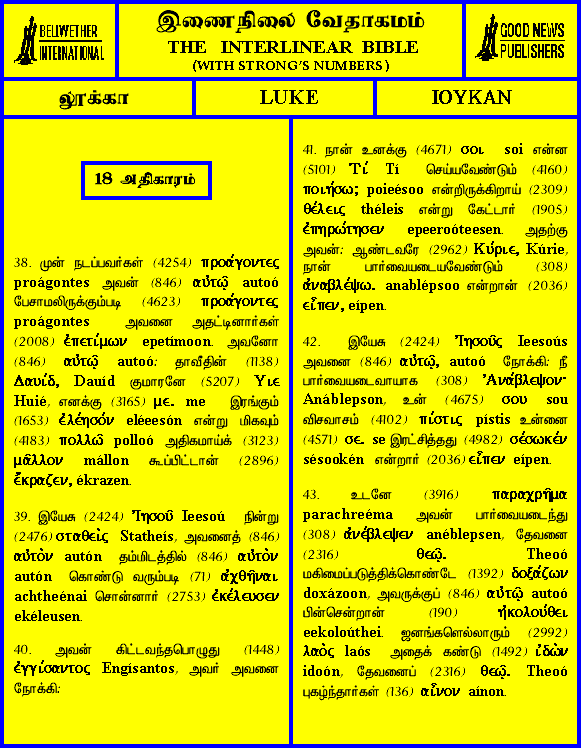 BELLWETHER
INTERNATIONAL
இணைநிலை வேதாகமம்
THE INTERLINEAR BIBLE
(WITH STRONG'S NUMBERS)
GOOD NEWS
PUBLISHERS
லூக்கா
LUKE
ΙΟΥΚΑΝ
18 அதிகாரம்
38. முன் நடப்பவர்கள் (4254) προάγοντες
proágontes அவன் (846) αὐτῷ autoó
பேசாமலிருக்கும்படி (4623) προάγοντες
proágontes அவனை அதட்டினார்கள்
(2008) ἐπετίμων epetímoon. அவனோ
(846) αὐτῷ autoó: தாவீதின் (1138)
Δαυίδ, Dauíd குமாரனே (5207) Υιε
Huié, எனக்கு (3165) με. me இரங்கும்
(1653) ἐλέησόν eléeesón என்று மிகவும்
(4183) πολλῶ polloó அதிகமாய்க் (3123)
μᾶλλον mállon கூப்பிட்டான் (2896)
ἔκραζεν, ékrazen.
39. இயேசு (2424) Ἰησοῦ Ieesoú நின்று
(2476) σταθεὶς Statheís, அவனைத் (846)
αὐτὸν autón தம்மிடத்தில் (846) αὐτὸν
autón கொண்டு வரும்படி (71) ἀχθῆναι
achtheénai சொன்னார் (2753) ἐκέλευσεν
ekéleusen.
40. அவன் கிட்டவந்தபொழுது (1448)
ἐγγίσαντος Engísantos, அவர் அவனை
நோக்கி:
41. நான் உனக்கு (4671) σοι soi என்ன
(5101) Τί Tí செய்யவேண்டும் (4160)
ποιήσω; poieésoo என்றிருக்கிறாய் (2309)
θέλεις théleis என்று கேட்டார் (1905)
ἐπηρώτησεν epeeroóteesen. அதற்கு
அவன்: ஆண்டவரே (2962) Κύριε, Kúrie,
நான் பார்வையடையவேண்டும் (308)
ἀναβλέψω. anablépsoo என்றான் (2036)
εἶπεν, eípen.
42. இயேசு (2424) Ἰησοῦς Ieesoús
அவனை (846) αὐτῷ, autoó நோக்கி: நீ
பார்வையடைவாயாக (308) Ἀνάβλεψον·
Anáblepson, உன் (4675) σου sou
விசவாசம் (4102) πίστις pístis உன்னை
(4571) σε. se இரட்சித்தது (4982) σέσωκέν
sésookén என்றார் (2036) εἶπεν eípen.
43. உடனே (3916) παραχρῆμα
parachreéma அவன் பார்வையடைந்து
(308) ἀνέβλεψεν anéblepsen, தேவனை
(2316) θεῷ. Theoó
மகிமைப்படுத்திக்கொண்டே (1392) δοξάζων
doxázoon, அவருக்குப் (846) αὐτῷ autoó
பின்சென்றான் (190) ἠκολούθει
eekoloúthei. ஜனங்களெல்லாரும் (2992)
λαὸς laós அதைக் கண்டு (1492) ἰδὼν
idoón, தேவனைப் (2316) θεῷ. Theoó
புகழ்ந்தார்கள் (136) αἶνον aínon.